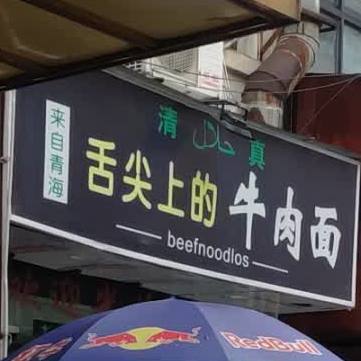 来自青海
清 حلال 真
舌尖上的牛肉面
beefnoodlos
RedBull